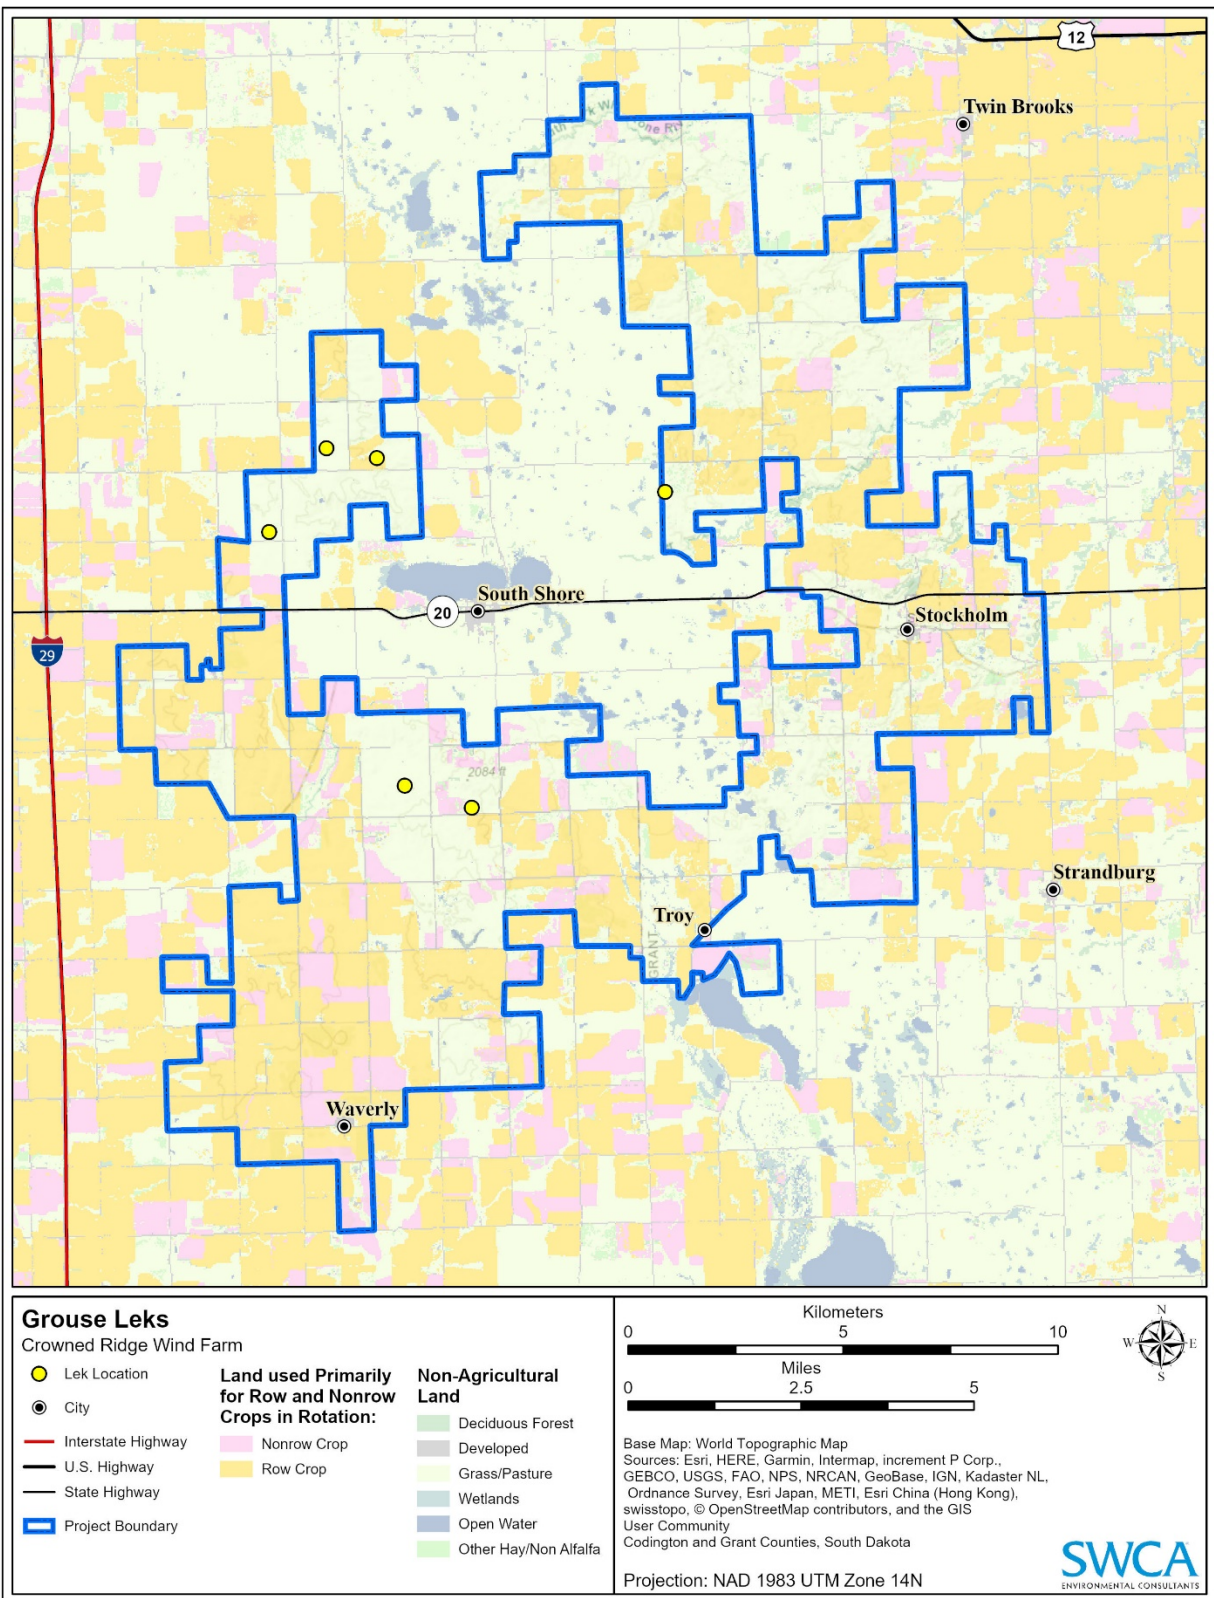 12
Twin Brooks
South Shore
20
Stockholm
29
2084 ft
Strandburg
Troy
GRANT
Waverly
Grouse Leks
Crowned Ridge Wind Farm
Lek Location
City
Interstate Highway
U.S. Highway
State Highway
Project Boundary
Land used Primarily
for Row and Nonrow
Crops in Rotation:
Nonrow Crop
Row Crop
Non-Agricultural
Land
Deciduous Forest
Developed
Grass/Pasture
Wetlands
Open Water
Other Hay/Non Alfalfa
Kilometers
0 5 10
Miles
0 2.5 5
N
W E
S
Base Map: World Topographic Map
Sources: Esri, HERE, Garmin, Intermap, increment P Corp.,
GEBCO, USGS, FAO, NPS, NRCAN, GeoBase, IGN, Kadaster NL,
Ordnance Survey, Esri Japan, METI, Esri China (Hong Kong),
swisstopo, © OpenStreetMap contributors, and the GIS
User Community
Codington and Grant Counties, South Dakota
Projection: NAD 1983 UTM Zone 14N
SWCA
ENVIRONMENTAL CONSULTANTS